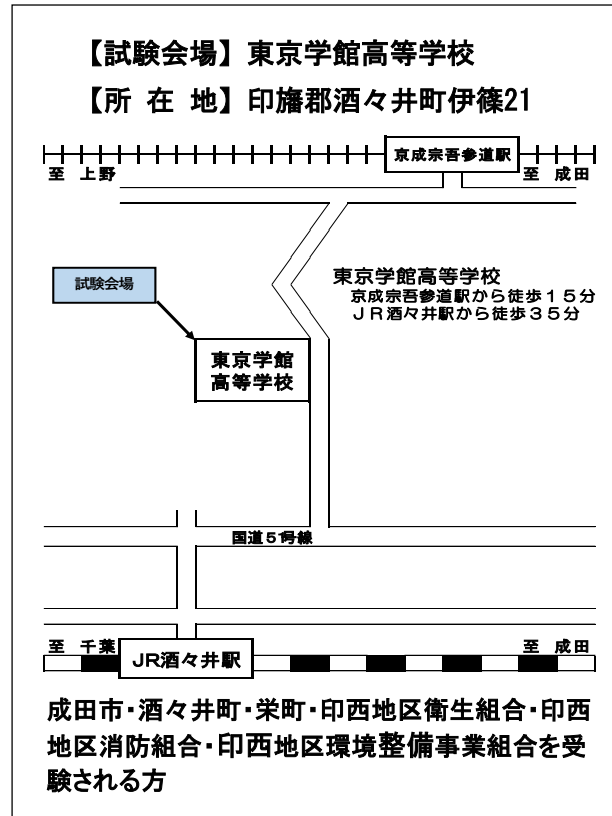 【試験会場】東京学館高等学校
【所 在 地】印旛郡酒々井町伊篠21
京成宗吾参道駅
至 上野
至 成田
試験会場
東京学館高等学校
京成宗吾参道駅から徒歩15分
JR酒々井駅から徒歩35分
東京学館
高等学校
国道51号線
至 千葉
至 成田
JR酒々井駅
成田市・酒々井町・栄町・印西地区衛生組合・印西
地区消防組合・印西地区環境整備事業組合を受
験される方